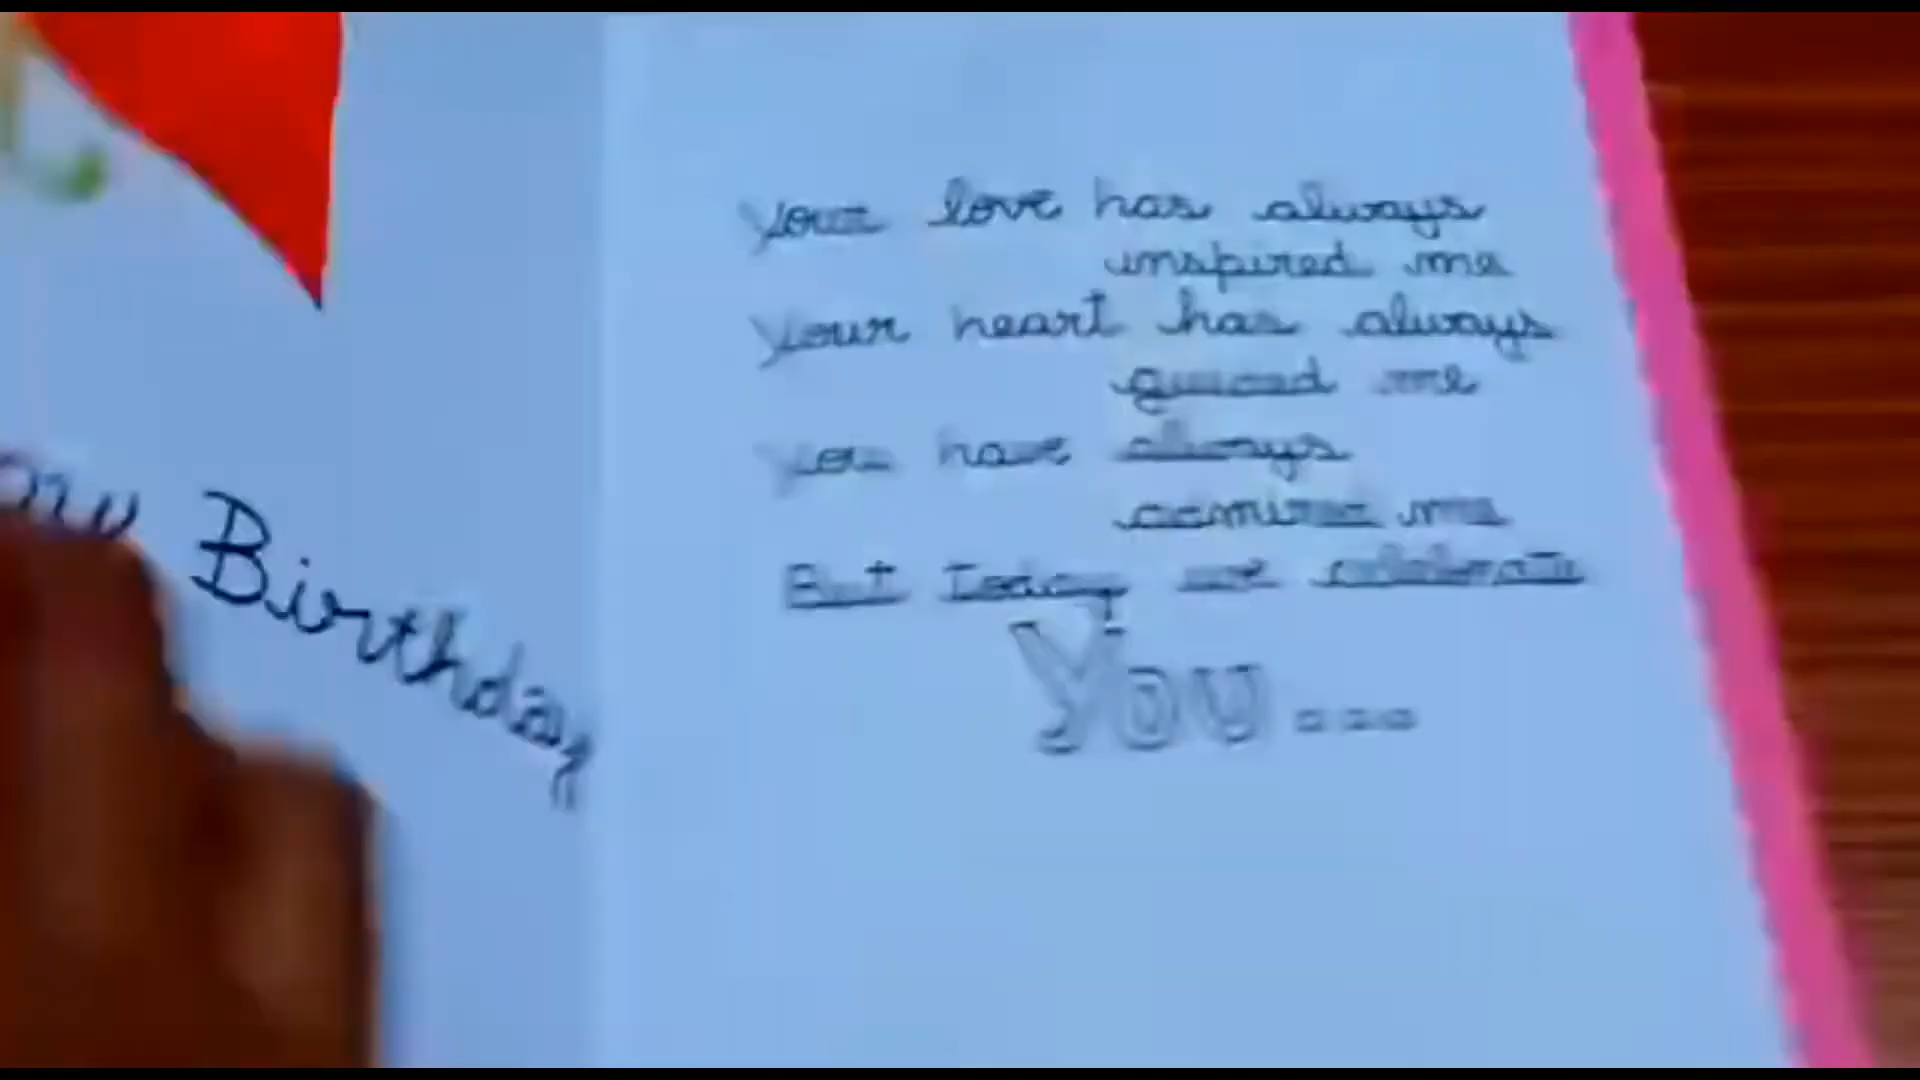 Birthday
Your love has always
inspired me
Your heart has always
guided me
You have always
admired me
But Today we celebrate
You...